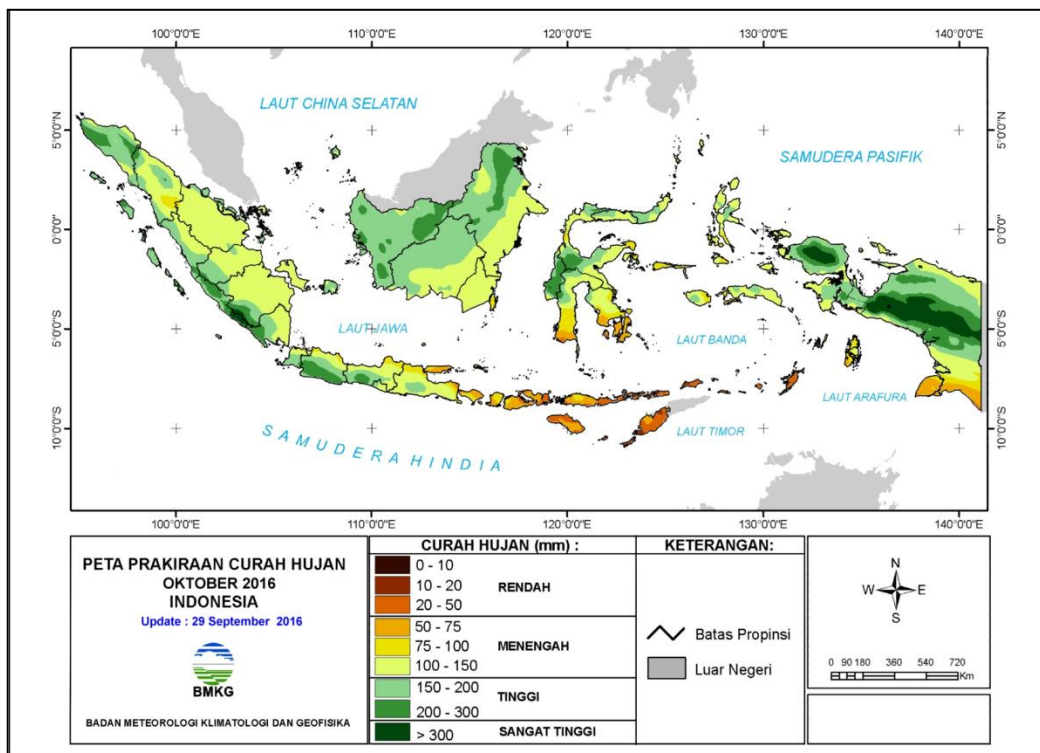 100°0'0"E 110°0'0"E 120°0'0"E 130°0'0"E 140°0'0"E
LAUT CHINA SELATAN
SAMUDERA PASIFIK
5°0'0"N 5°0'0"N
0°0'0" 0°0'0"
5°0'0"S 5°0'0"S
10°0'0"S 10°0'0"S
LAUT JAWA
LAUT BANDA
LAUT ARAFURA
LAUT TIMOR
SAMUDERA HINDIA
100°0'0"E 110°0'0"E 120°0'0"E 130°0'0"E 140°0'0"E
PETA PRAKIRAAN CURAH HUJAN
OKTOBER 2016
INDONESIA
Update : 29 September 2016
BMKG
BADAN METEOROLOGI KLIMATOLOGI DAN GEOFISIKA
CURAH HUJAN (mm) :
0 - 10
10 - 20 RENDAH
20 - 50
50 - 75
75 - 100 MENENGAH
100 - 150
150 - 200 TINGGI
200 - 300
> 300 SANGAT TINGGI
KETERANGAN:
Batas Propinsi
Luar Negeri
N
W E
S
0 90 180 360 540 720
Km